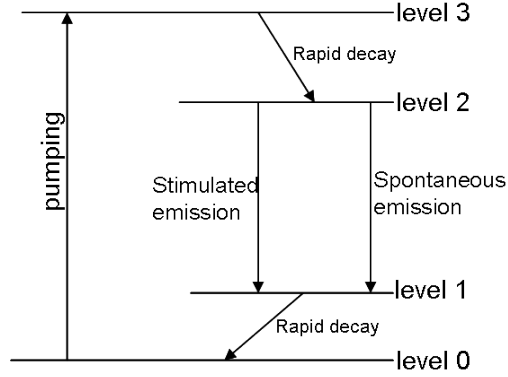 level 3
Rapid decay
level 2
pumping
Stimulated
emission
Spontaneous
emission
level 1
Rapid decay
level 0